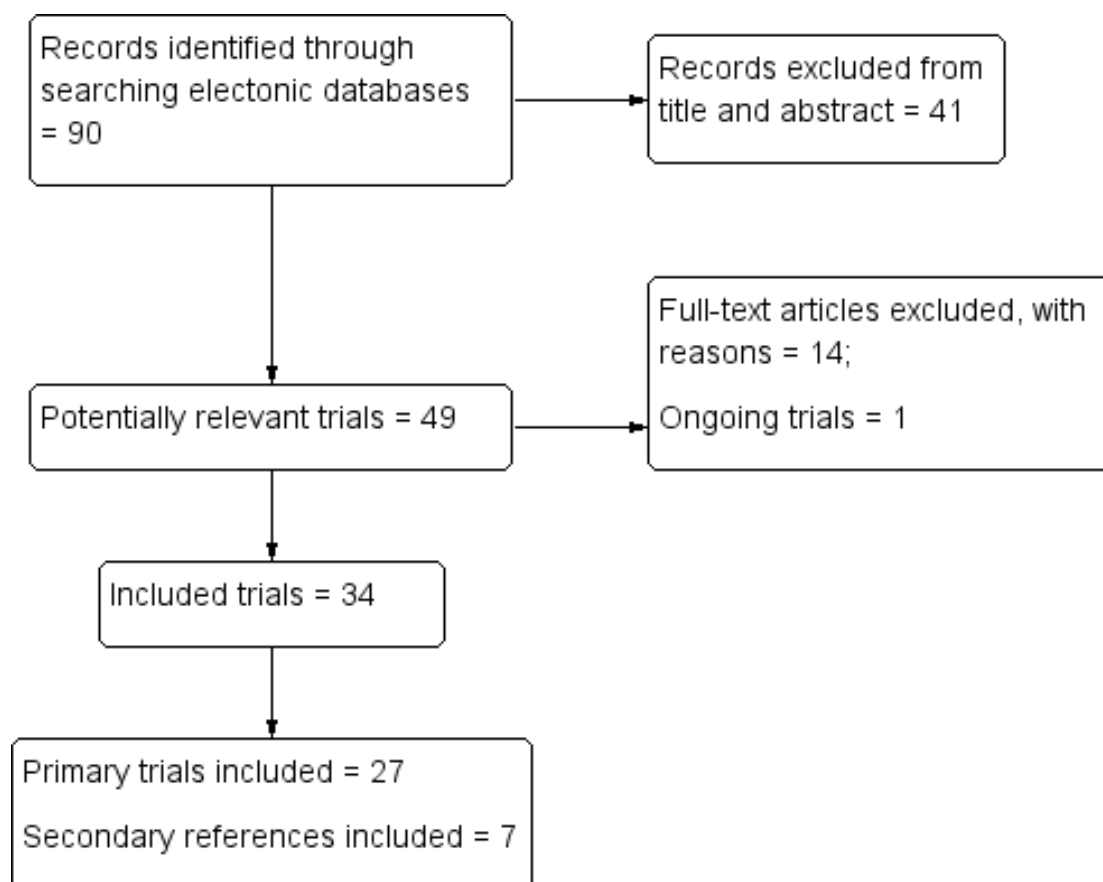 Records identified through
searching electonic databases
= 90
Records excluded from
title and abstract = 41
Full-text articles excluded, with
reasons = 14;
Ongoing trials = 1
Potentially relevant trials = 49
Included trials = 34
Primary trials included = 27
Secondary references included = 7